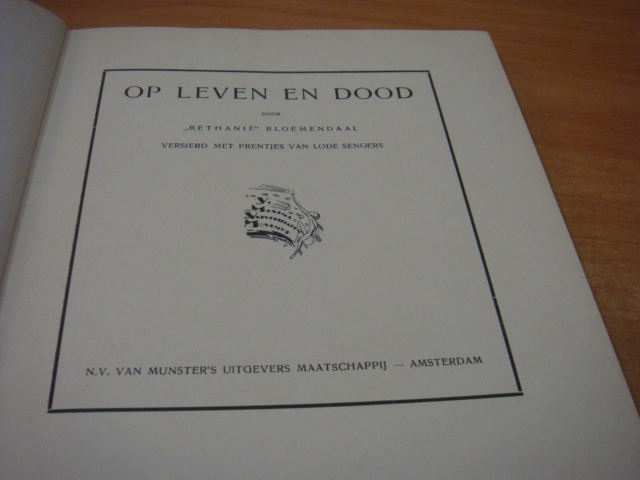 OP LEVEN EN DOOD
DOOR
„BETHANIË" BLOEMENDAAL
VERSIERD MET PRENTJES VAN LODE SENGERS
N.V. VAN MUNSTER'S UITGEVERS MAATSCHAPPIJ — AMSTERDAM